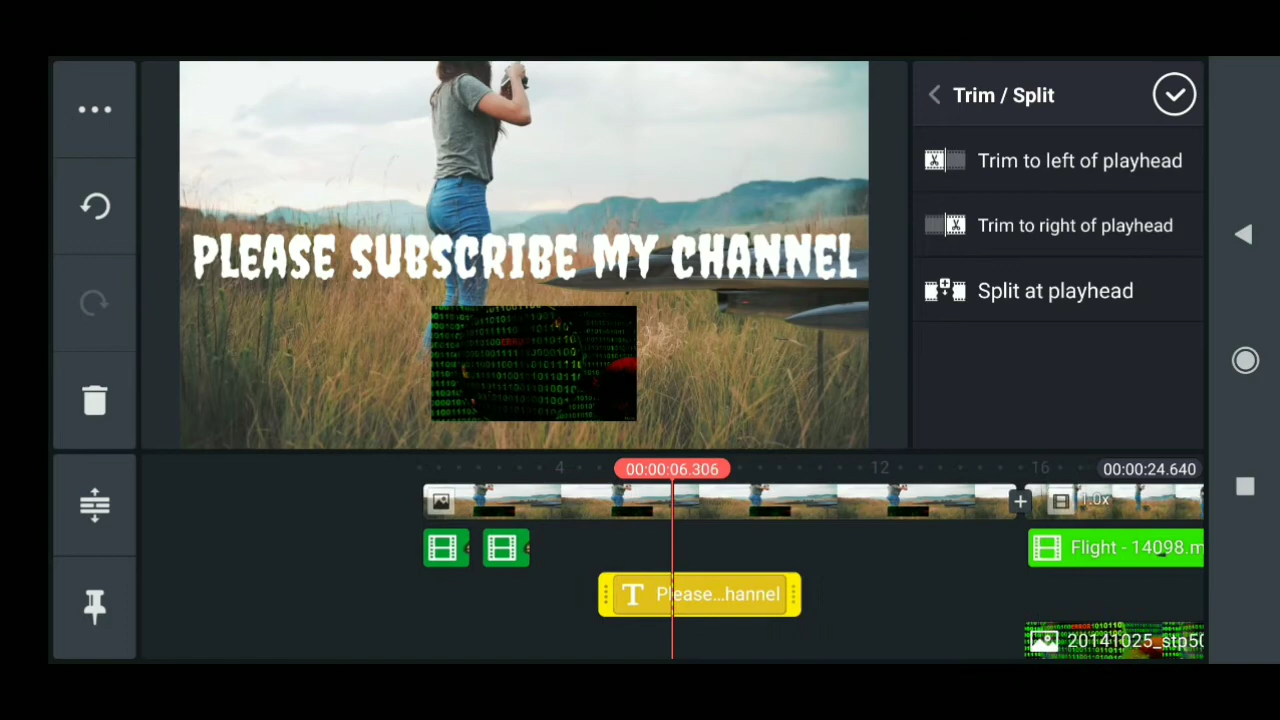 Trim / Split
Trim to left of playhead
Trim to right of playhead
Split at playhead
PLEASE SUBSCRIBE MY CHANNEL
4
00:00:06.306
12
16
00:00:24.640
1.0x
Flight - 14098.m
T Please...hannel
20141025_stp50